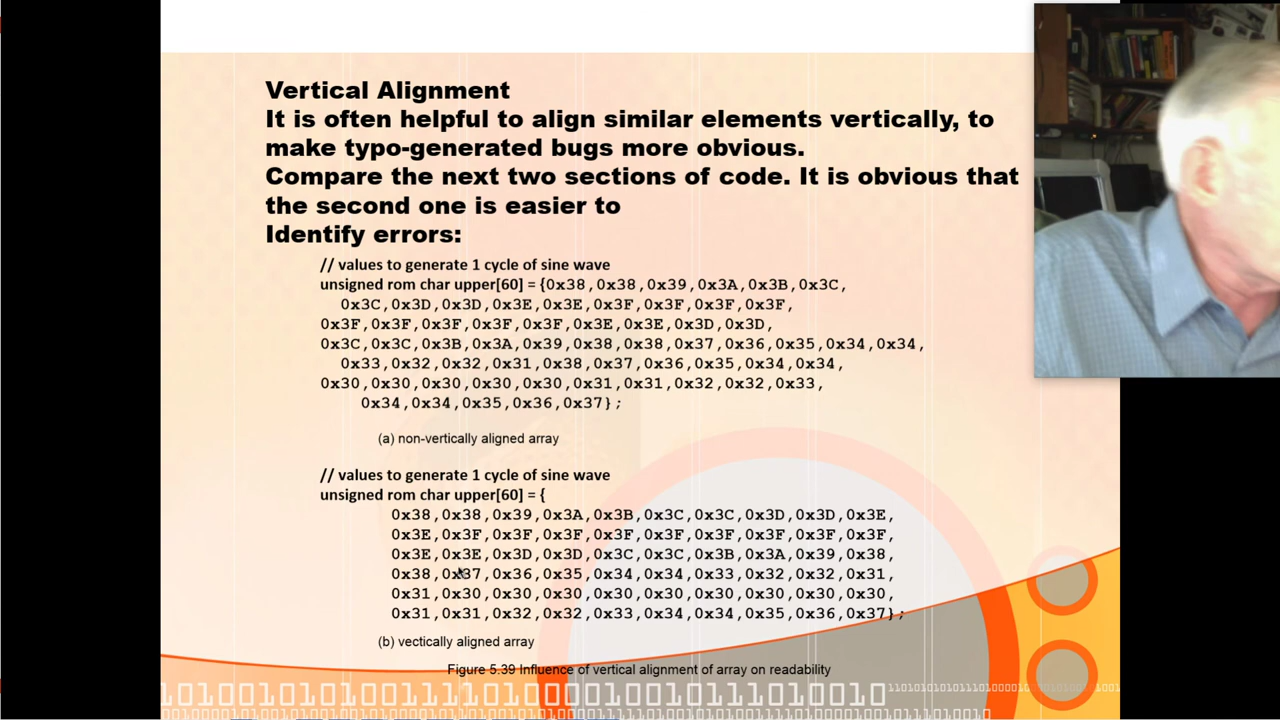 Vertical Alignment
It is often helpful to align similar elements vertically, to
make typo-generated bugs more obvious.
Compare the next two sections of code. It is obvious that
the second one is easier to
Identify errors:
// values to generate 1 cycle of sine wave
unsigned rom char upper[60] = {0x38,0x38,0x39,0x3A,0x3B,0x3C,
0x3C,0x3D,0x3D,0x3E,0x3E,0x3F,0x3F,0x3F,0x3F,
0x3F,0x3F,0x3F,0x3F,0x3F,0x3E,0x3E,0x3D,0x3D,
0x3C,0x3C,0x3B,0x3A,0x39,0x38,0x38,0x37,0x36,0x35,0x34,0x34,
0x33,0x32,0x32,0x31,0x38,0x37,0x36,0x35,0x34,0x34,
0x30,0x30,0x30,0x30,0x30,0x31,0x31,0x32,0x32,0x33,
0x34,0x34,0x35,0x36,0x37};
(a) non-vertically aligned array
// values to generate 1 cycle of sine wave
unsigned rom char upper[60] = {
0x38,0x38,0x39,0x3A,0x3B,0x3C,0x3C,0x3D,0x3D,0x3E,
0x3E,0x3F,0x3F,0x3F,0x3F,0x3F,0x3F,0x3F,0x3F,0x3F,
0x3E,0x3E,0x3D,0x3D,0x3C,0x3C,0x3B,0x3A,0x39,0x38,
0x38,0x37,0x36,0x35,0x34,0x34,0x33,0x32,0x32,0x31,
0x31,0x30,0x30,0x30,0x30,0x30,0x30,0x30,0x30,0x30,
0x31,0x31,0x32,0x32,0x33,0x34,0x34,0x35,0x36,0x37};
(b) vectically aligned array
Figure 5.39 Influence of vertical alignment of array on readability